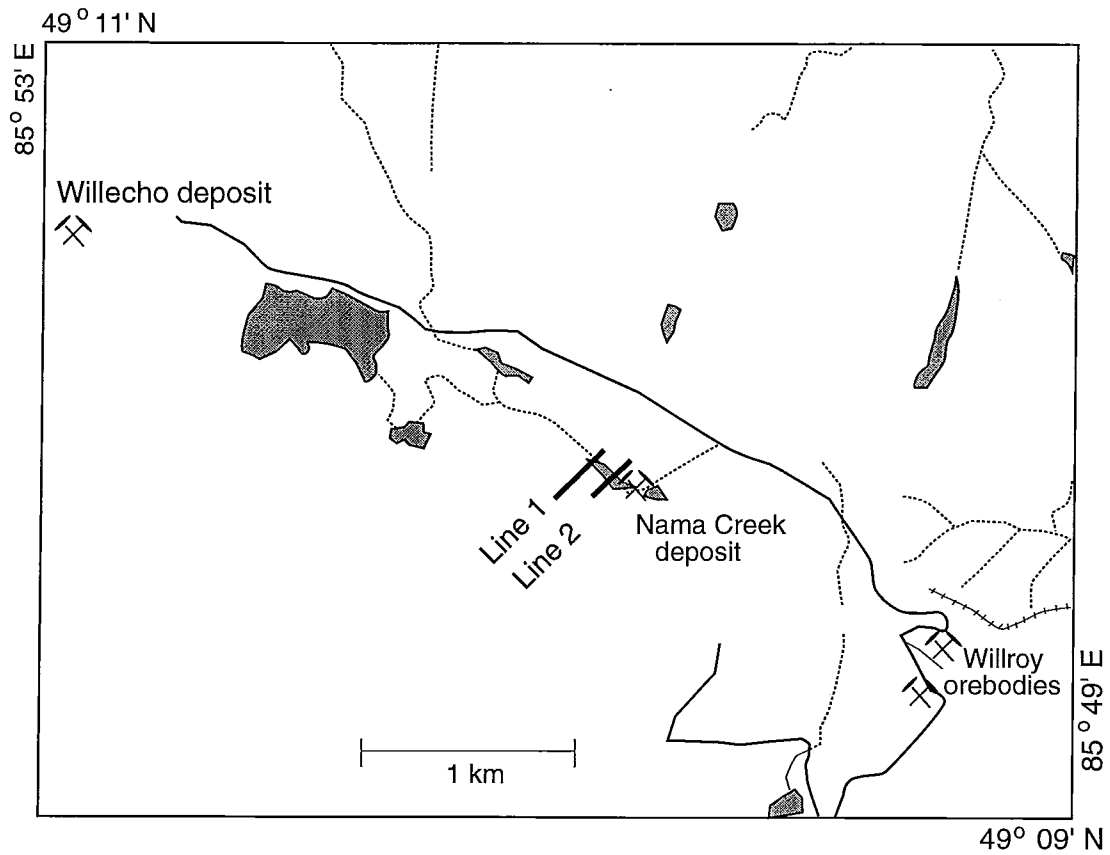 49° 11' N
85° 53' E
Willecho deposit
Line 1
Line 2
Nama Creek
deposit
Willroy
orebodies
85° 49' E
1 km
49° 09' N